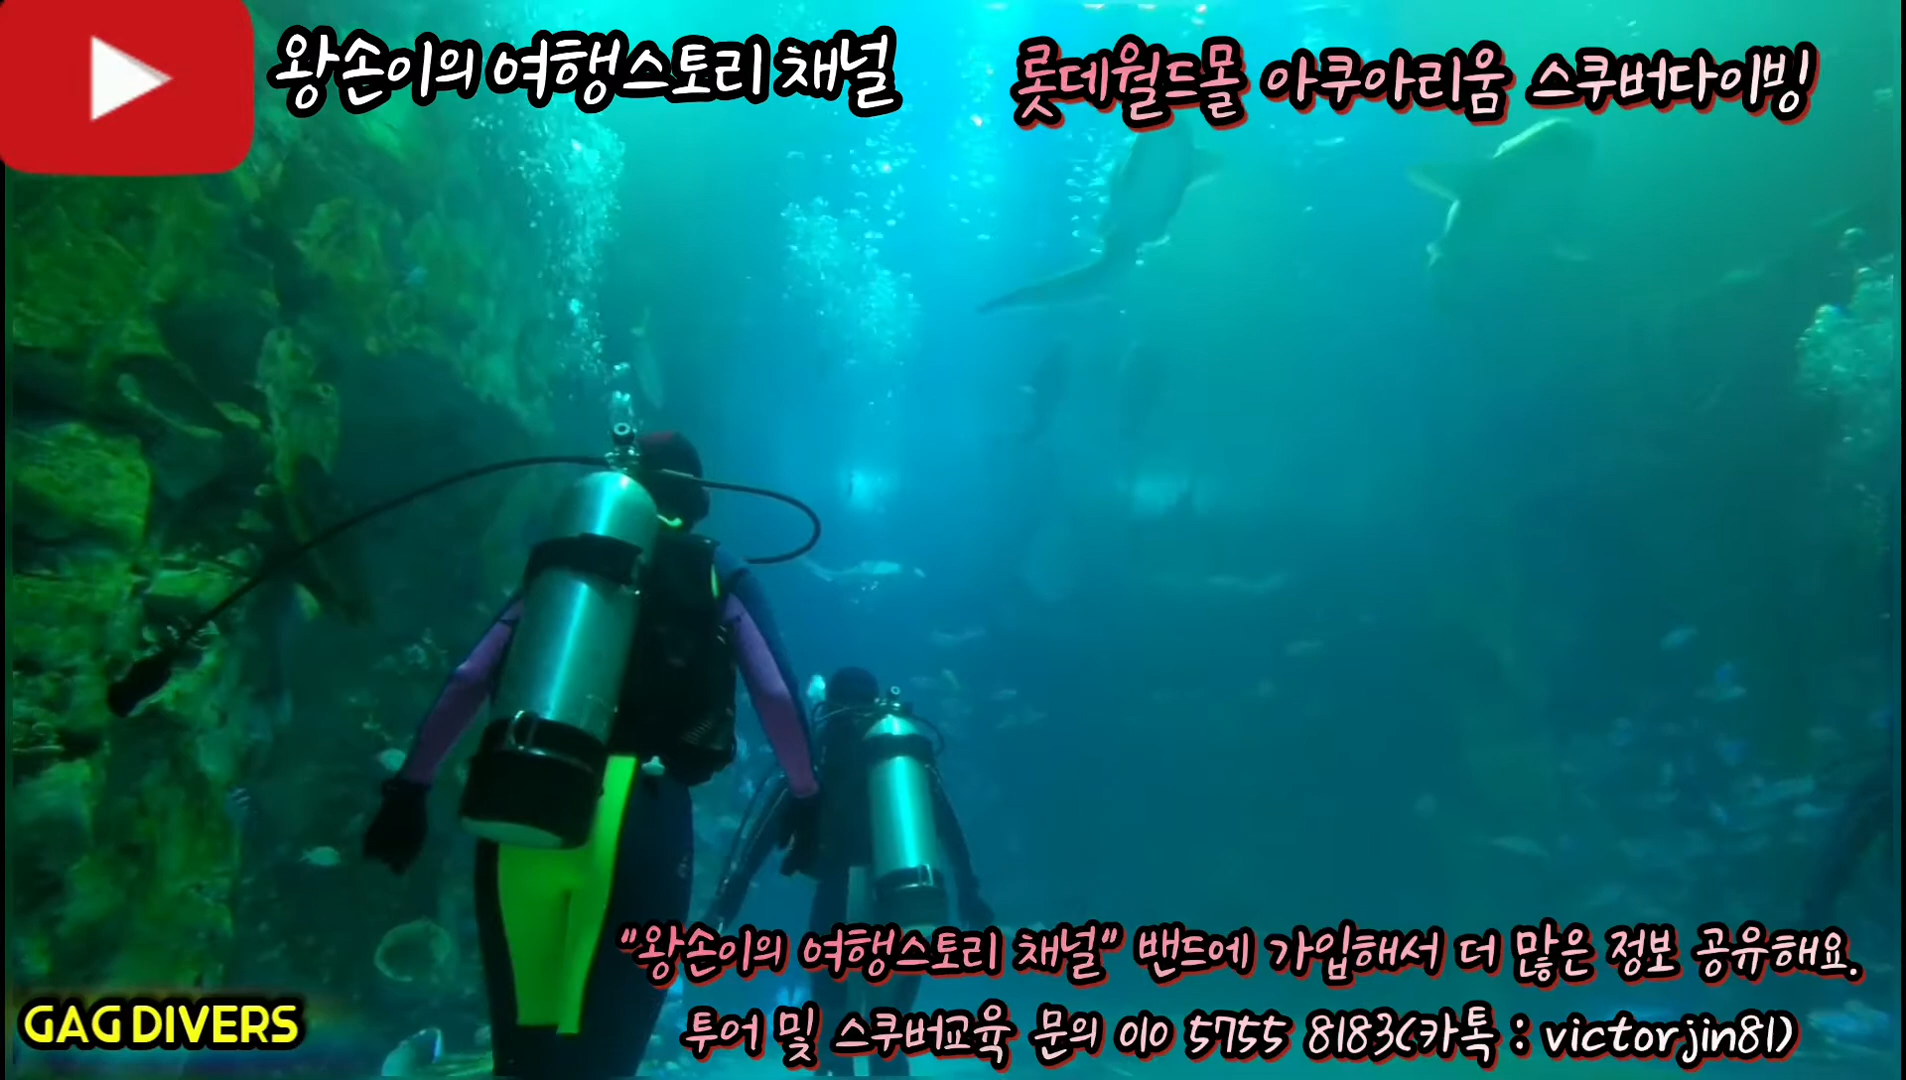 왕손이의 여행스토리 채널
롯데월드몰 아쿠아리움 스쿠버다이빙
"왕손이의 여행스토리 채널" 밴드에 가입해서 더 많은 정보 공유해요.
GAG DIVERS
투어 및 스쿠버교육 문의 010 5755 8183(카톡 : victorjin81)